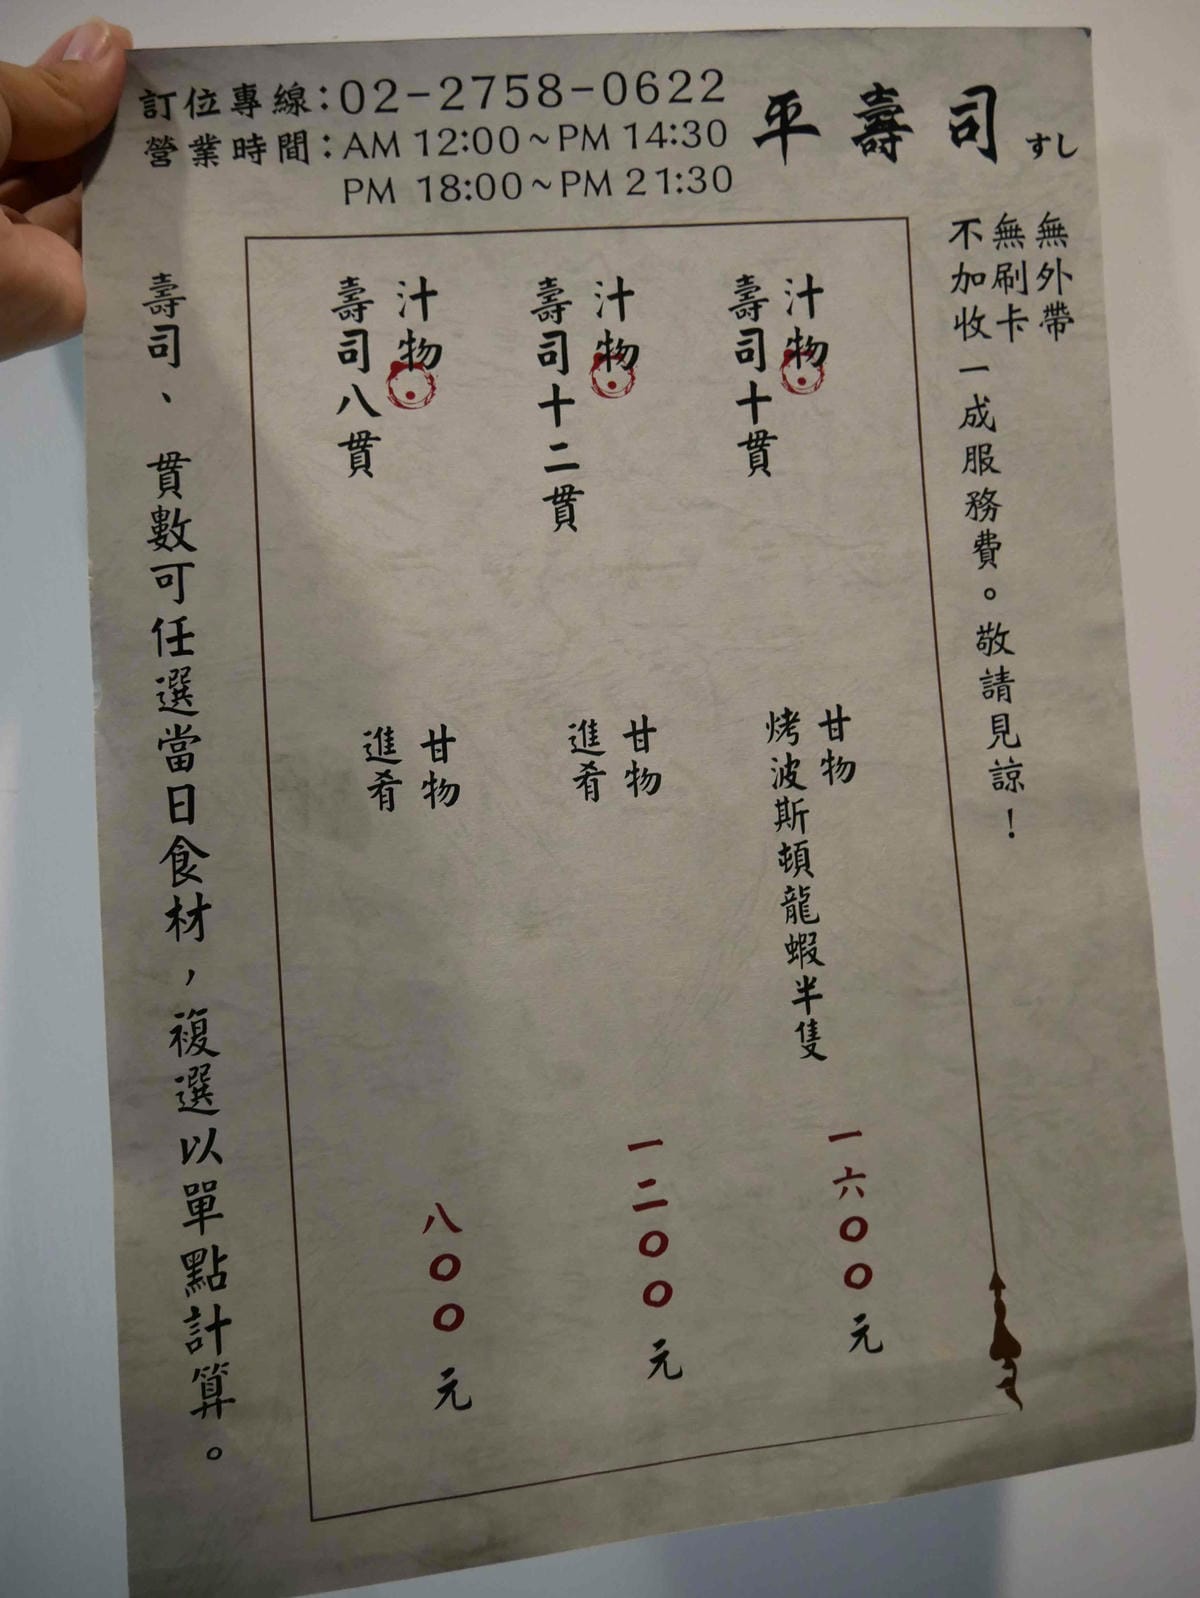 訂位專線：02-2758-0622
營業時間：AM 12:00~PM 14:30
PM 18:00~PM 21:30
平壽司すし
無外帶
無刷卡
不加收一成服務費。敬請見諒！
汁物
壽司十貫
甘物
烤波斯頓龍蝦半隻
一六〇〇元
汁物
壽司十二貫
甘物
進肴
一二〇〇元
汁物
壽司八貫
甘物
進肴
八〇〇元
壽司、貫數可任選當日食材，複選以單點計算。